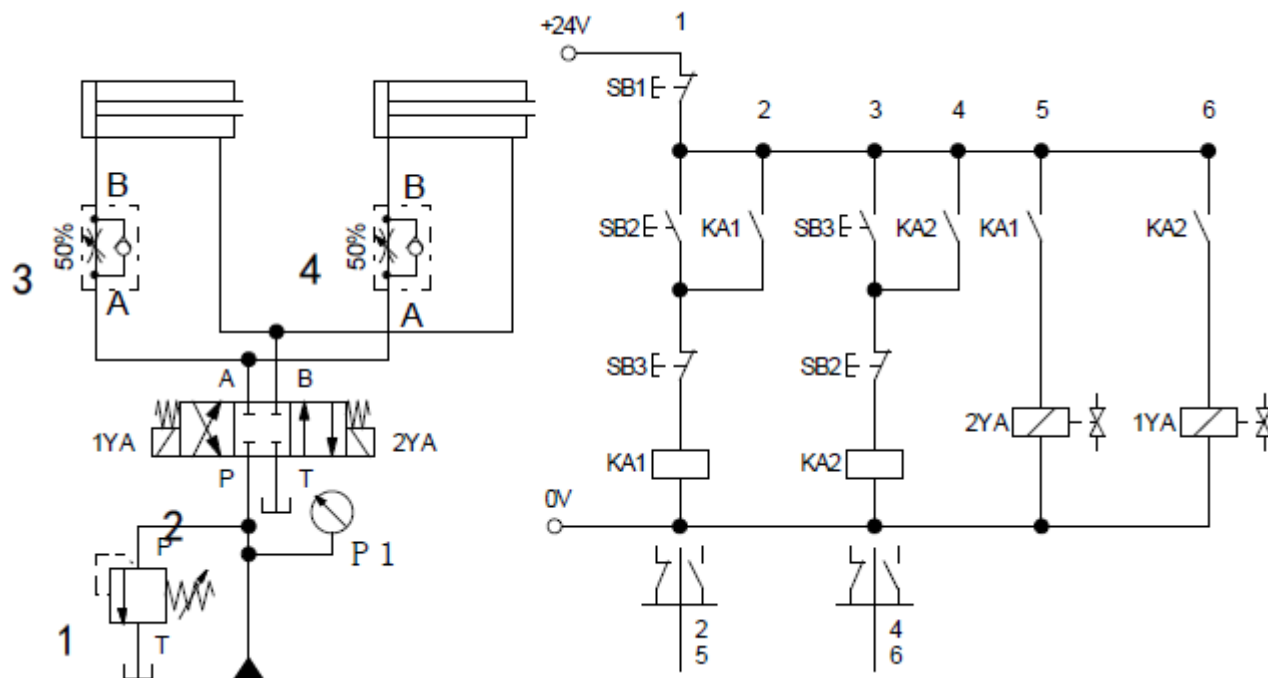 +24V 1
SB1
2 3 4 5 6
B B
50% 50%
SB2 KA1 SB3 KA2 KA1 KA2
3 4
A A
SB3 SB2
A B
1YA 2YA
2YA 1YA
P T
KA1 KA2
0V
2
P
P 1
1 T
2 4
5 6